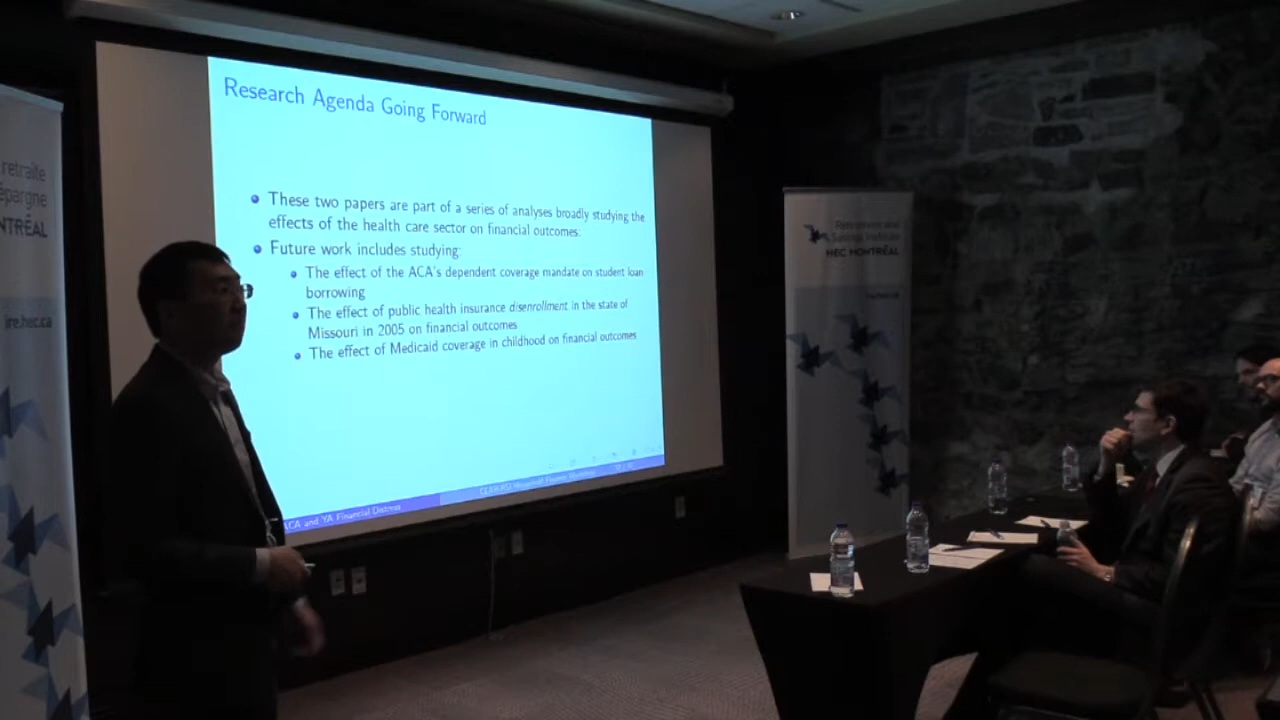 retraite
épargne
NTRÉAL
ire.hec.ca
Research Agenda Going Forward
These two papers are part of a series of analyses broadly studying the
effects of the health care sector on financial outcomes:
Future work includes studying:
The effect of the ACA's dependent coverage mandate on student loan
borrowing
The effect of public health insurance disenrollment in the state of
Missouri in 2005 on financial outcomes
The effect of Medicaid coverage in childhood on financial outcomes
ACA and YA Financial Distress
Household Finance Workshop
Retirement and
Savings Institute
HEC MONTRÉAL